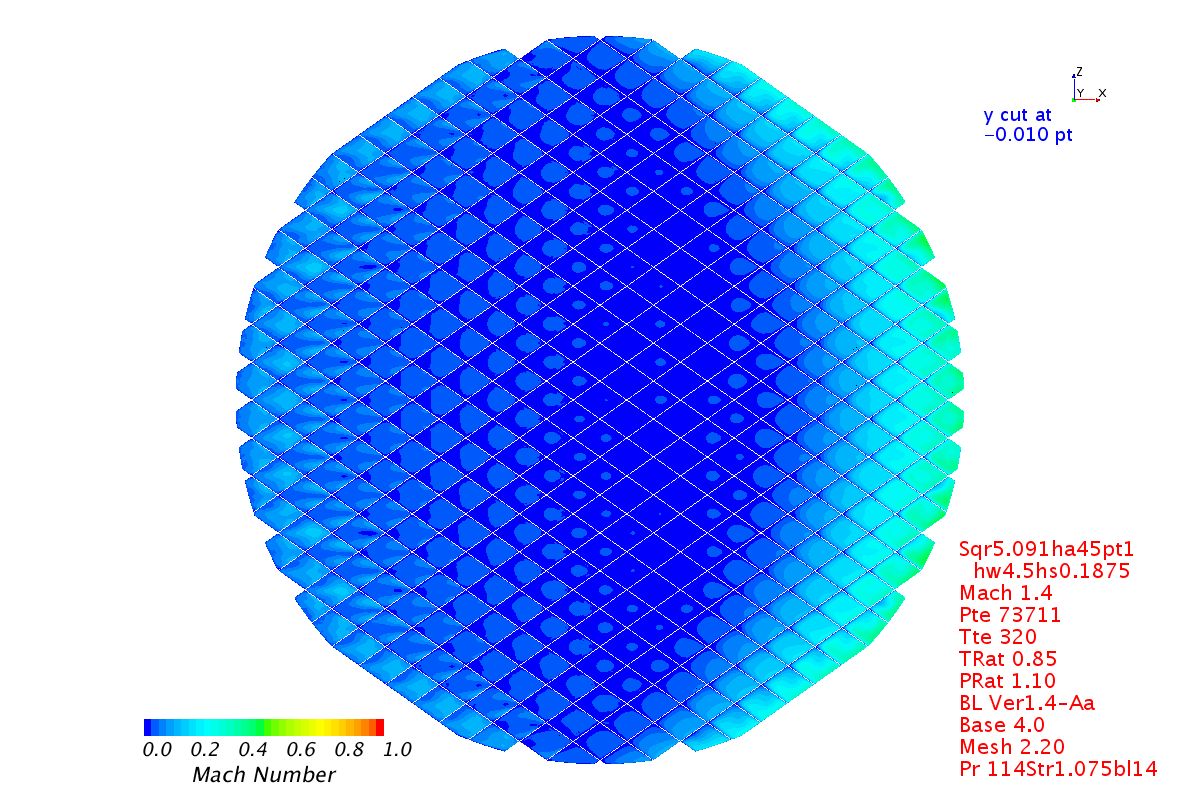 Z
Y X
y cut at
−0.010 pt
Sqr5.091ha45pt1
hw4.5hs0.1875
Mach 1.4
Pte 73711
Tte 320
TRat 0.85
PRat 1.10
BL Ver1.4−Aa
Base 4.0
Mesh 2.20
Pr 114Str1.075bl14
0.0 0.2 0.4 0.6 0.8 1.0
Mach Number